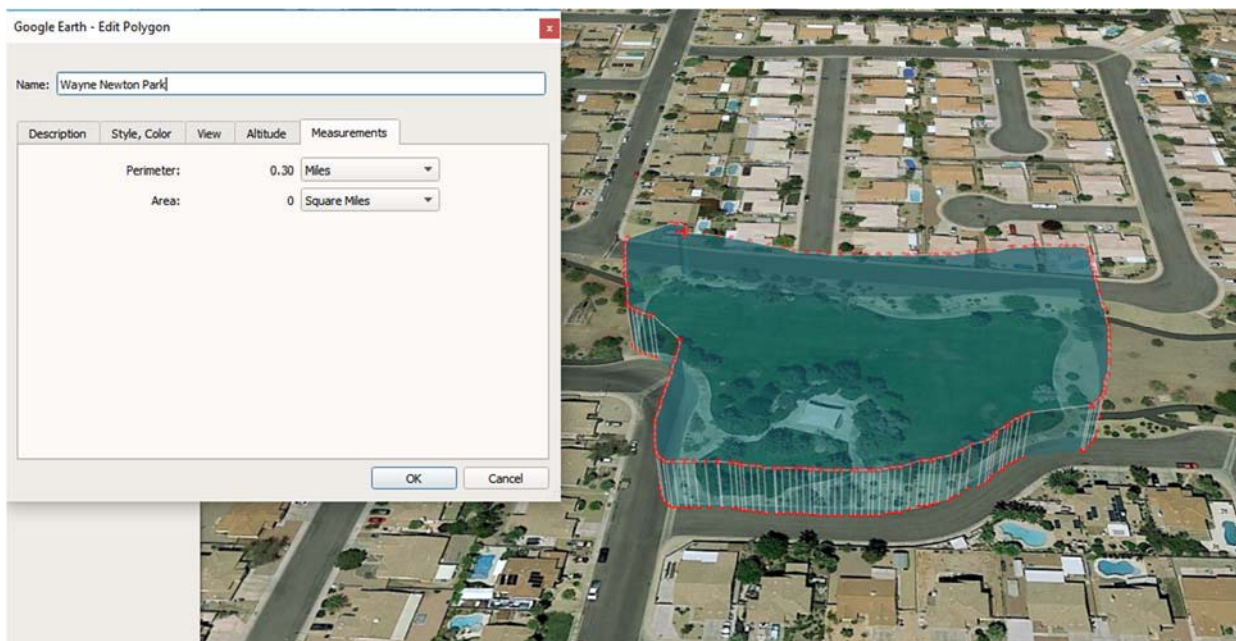 Google Earth - Edit Polygon
x
Name: Wayne Newton Park
Description Style, Color View Altitude Measurements
Perimeter: 0.30 Miles
Area: 0 Square Miles
OK Cancel